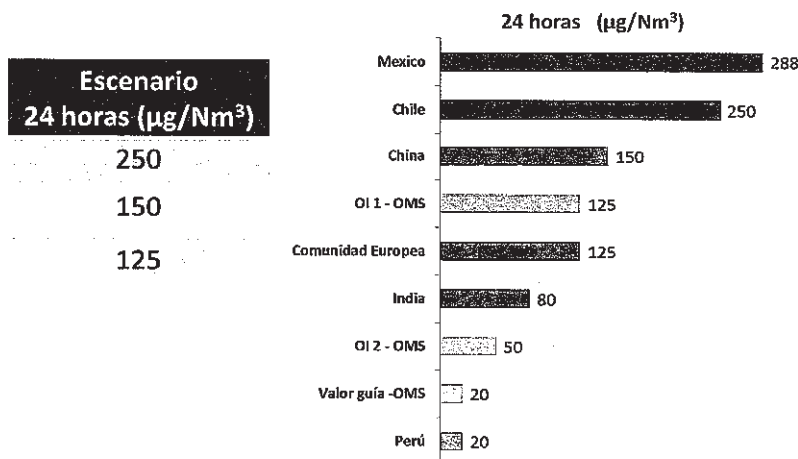 Escenario
24 horas (µg/Nm³)
250
150
125
24 horas (µg/Nm³)
Mexico 288
Chile 250
China 150
OI 1 - OMS 125
Comunidad Europea 125
India 80
OI 2 - OMS 50
Valor guía -OMS 20
Perú 20